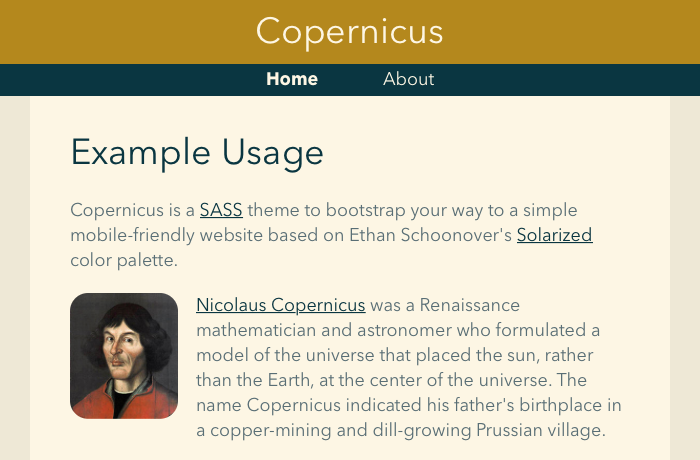 Copernicus
Home About
Example Usage
Copernicus is a SASS theme to bootstrap your way to a simple
mobile-friendly website based on Ethan Schoonover's Solarized
color palette.
Nicolaus Copernicus was a Renaissance
mathematician and astronomer who formulated a
model of the universe that placed the sun, rather
than the Earth, at the center of the universe. The
name Copernicus indicated his father's birthplace in
a copper-mining and dill-growing Prussian village.